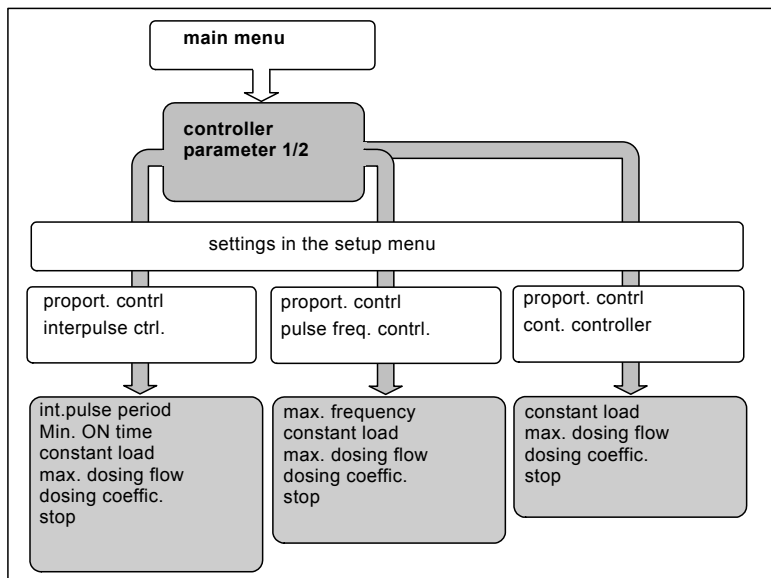 main menu
controller
parameter 1/2
settings in the setup menu
proport. contrl
interpulse ctrl.
proport. contrl
pulse freq. contrl.
proport. contrl
cont. controller
int.pulse period
Min. ON time
constant load
max. dosing flow
dosing coeffic.
stop
max. frequency
constant load
max. dosing flow
dosing coeffic.
stop
constant load
max. dosing flow
dosing coeffic.
stop